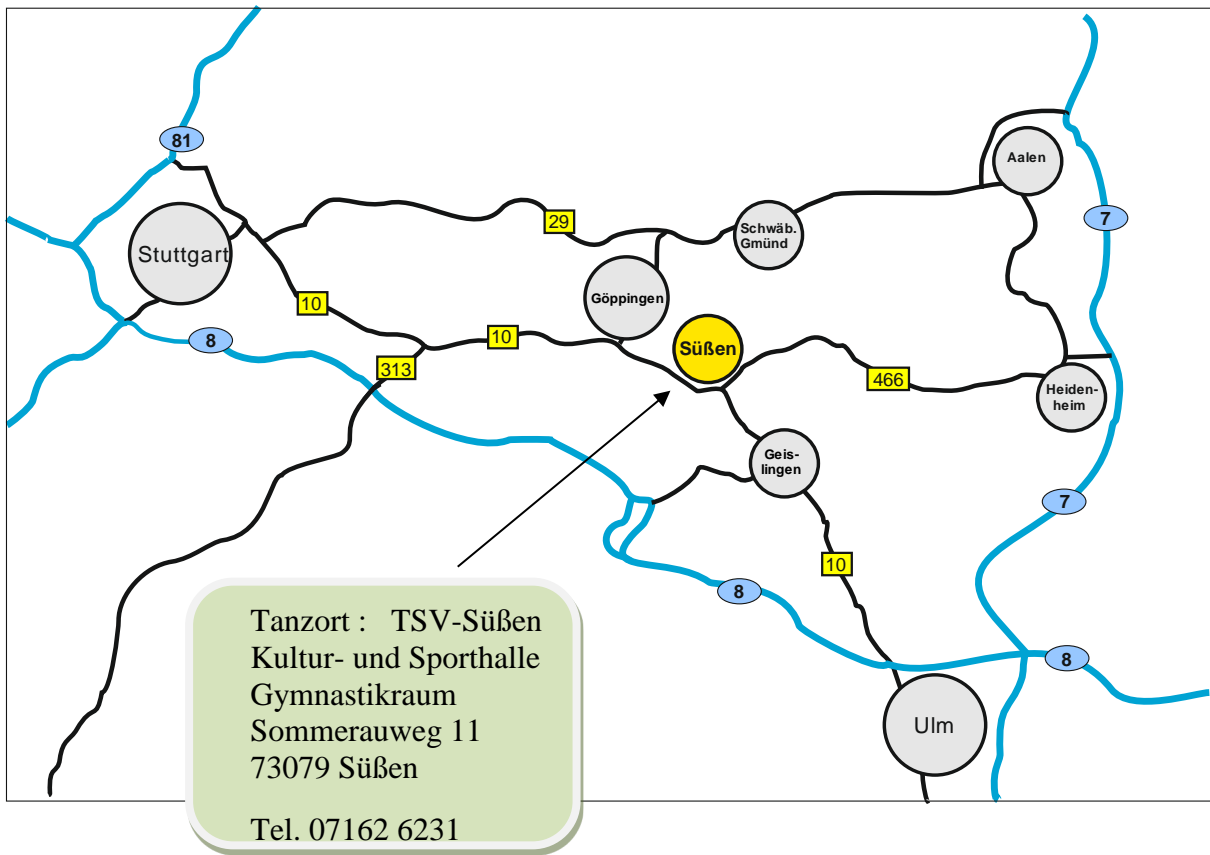 81
Aalen
7
Schwäb.
Gmünd
29
Stuttgart
Göppingen
10
10
Süßen
8
313
466
Heiden-
heim
Geis-
lingen
7
10
8
8
Ulm
Tanzort :   TSV-Süßen
Kultur- und Sporthalle
Gymnastikraum
Sommerauweg 11
73079 Süßen
Tel. 07162 6231